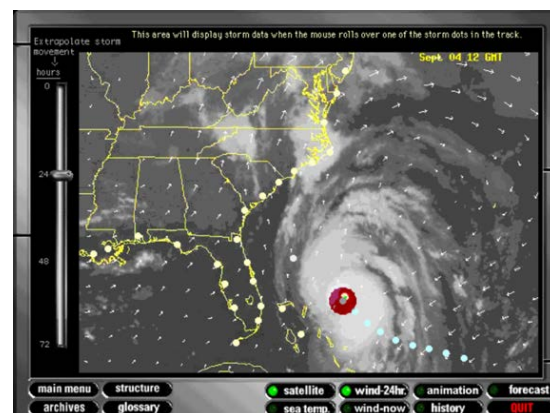 This area will display storm data when the mouse rolls over one of the storm dots in the track.
Extrapolate storm
movement
hours
Sept 04 12 GMT
0
24
48
72
main menu structure satellite wind-24hr. animation forecast
archives glossary sea temp. wind-now history QUIT